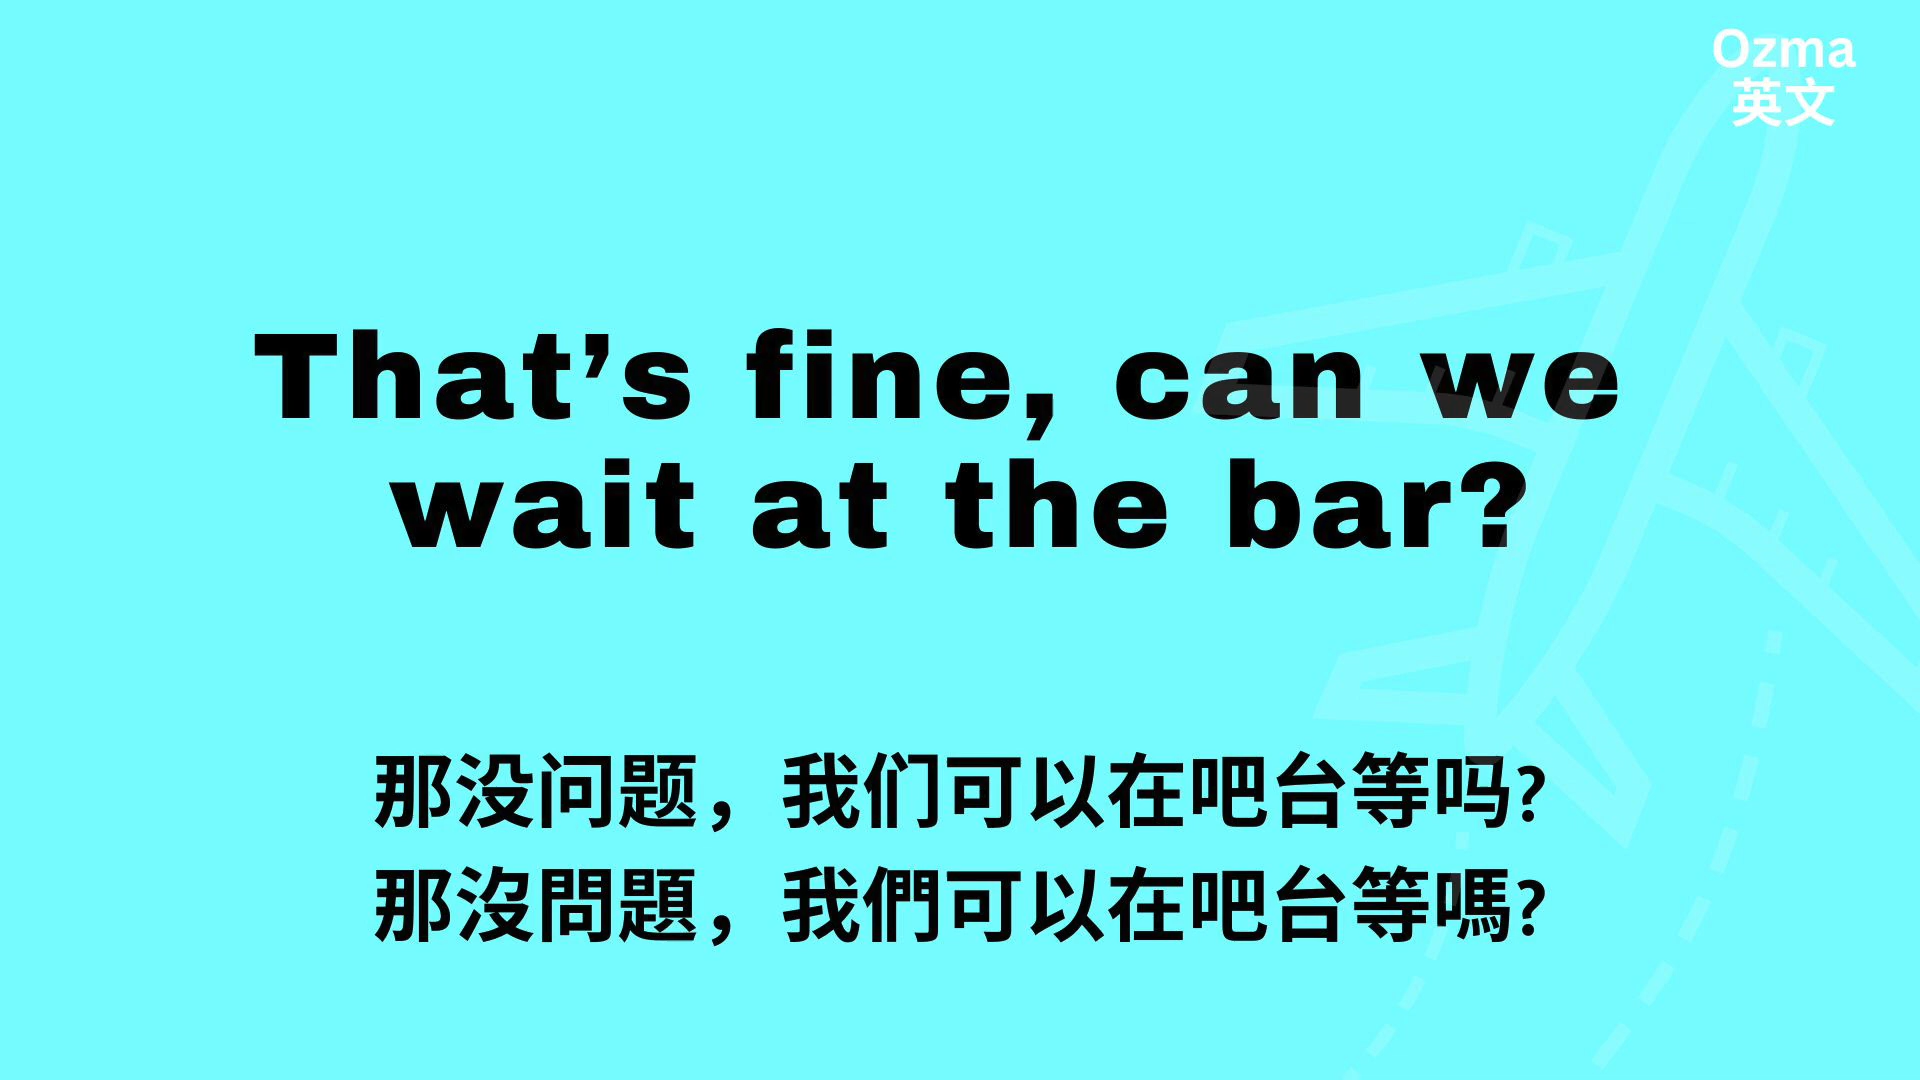 Ozma
英文
That’s fine, can we
wait at the bar?
那没问题，我们可以在吧台等吗?
那沒問題，我們可以在吧台等嗎?